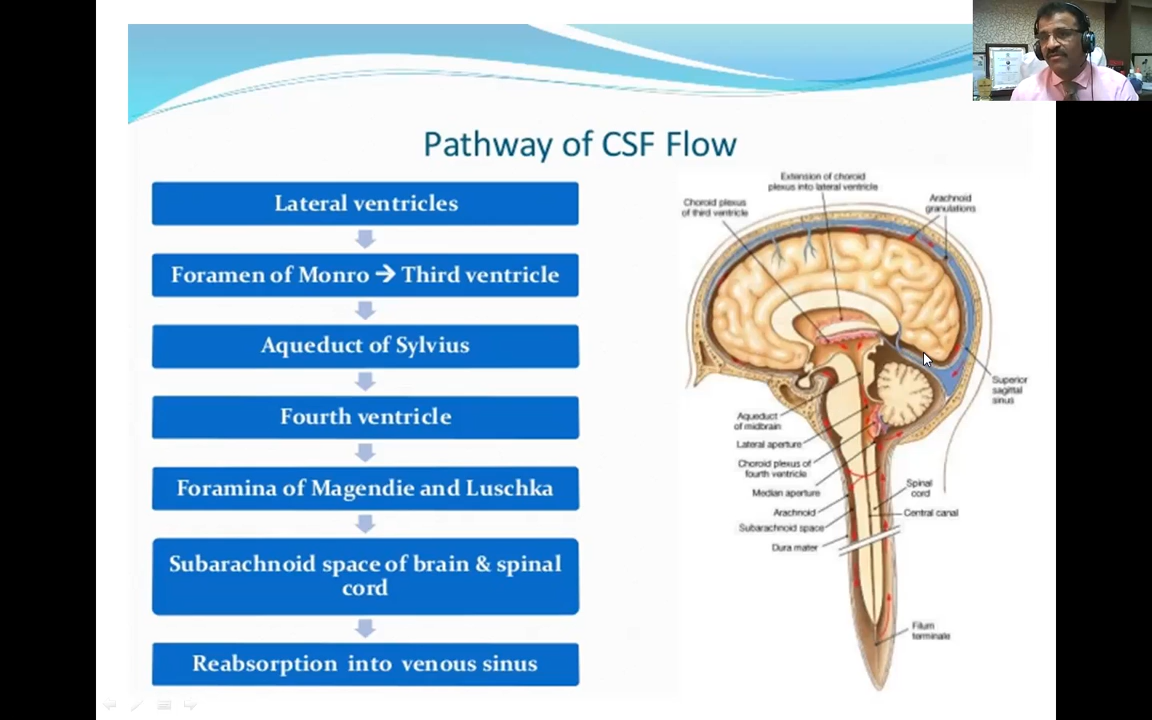 Pathway of CSF Flow
Lateral ventricles
Foramen of Monro → Third ventricle
Aqueduct of Sylvius
Fourth ventricle
Foramina of Magendie and Luschka
Subarachnoid space of brain & spinal
cord
Reabsorption into venous sinus
Extension of choroid
plexus into lateral ventricle
Choroid plexus
of third ventricle
Arachnoid
granulations
Superior
sagittal
sinus
Aqueduct
of midbrain
Lateral aperture
Choroid plexus of
fourth ventricle
Median aperture
Arachnoid
Subarachnoid space
Dura mater
Spinal
cord
Central canal
Filum
terminale